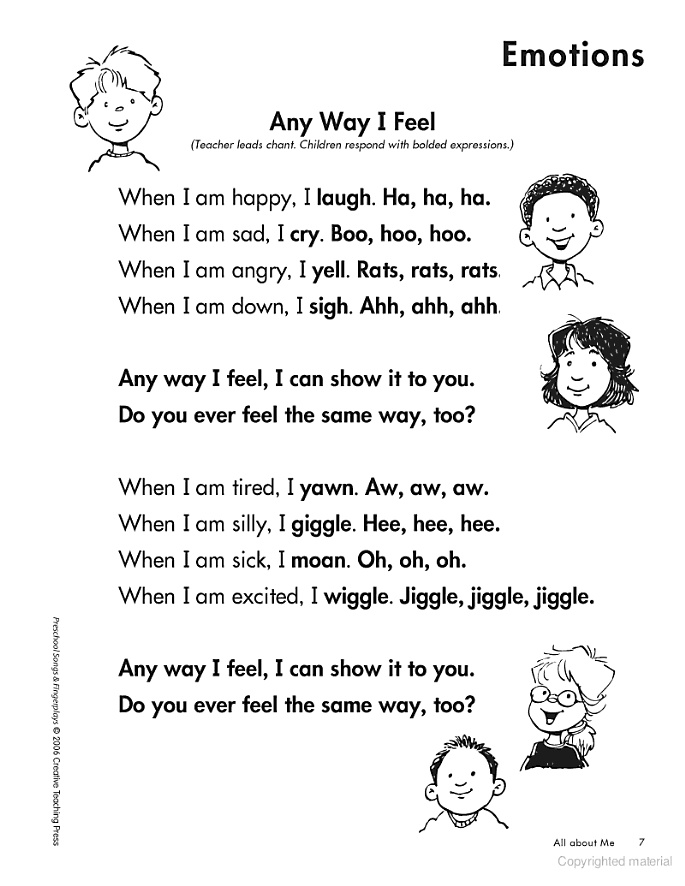 Emotions
Any Way I Feel
(Teacher leads chant. Children respond with bolded expressions.)
When I am happy, I laugh. Ha, ha, ha.
When I am sad, I cry. Boo, hoo, hoo.
When I am angry, I yell. Rats, rats, rats.
When I am down, I sigh. Ahh, ahh, ahh.
Any way I feel, I can show it to you.
Do you ever feel the same way, too?
When I am tired, I yawn. Aw, aw, aw.
When I am silly, I giggle. Hee, hee, hee.
When I am sick, I moan. Oh, oh, oh.
When I am excited, I wiggle. Jiggle, jiggle, jiggle.
Any way I feel, I can show it to you.
Do you ever feel the same way, too?
Preschool Songs & Fingerplays © 2006 Creative Teaching Press
All about Me 7
Copyrighted material